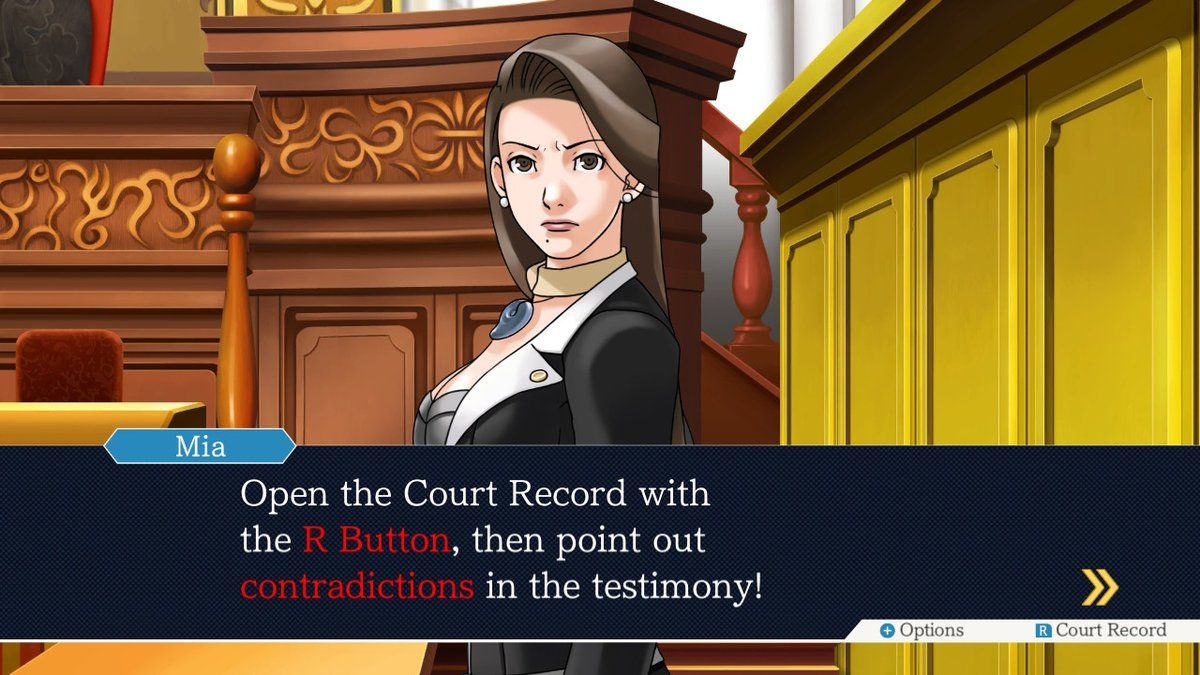 Mia
Open the Court Record with
the R Button, then point out
contradictions in the testimony!
+ Options
R Court Record